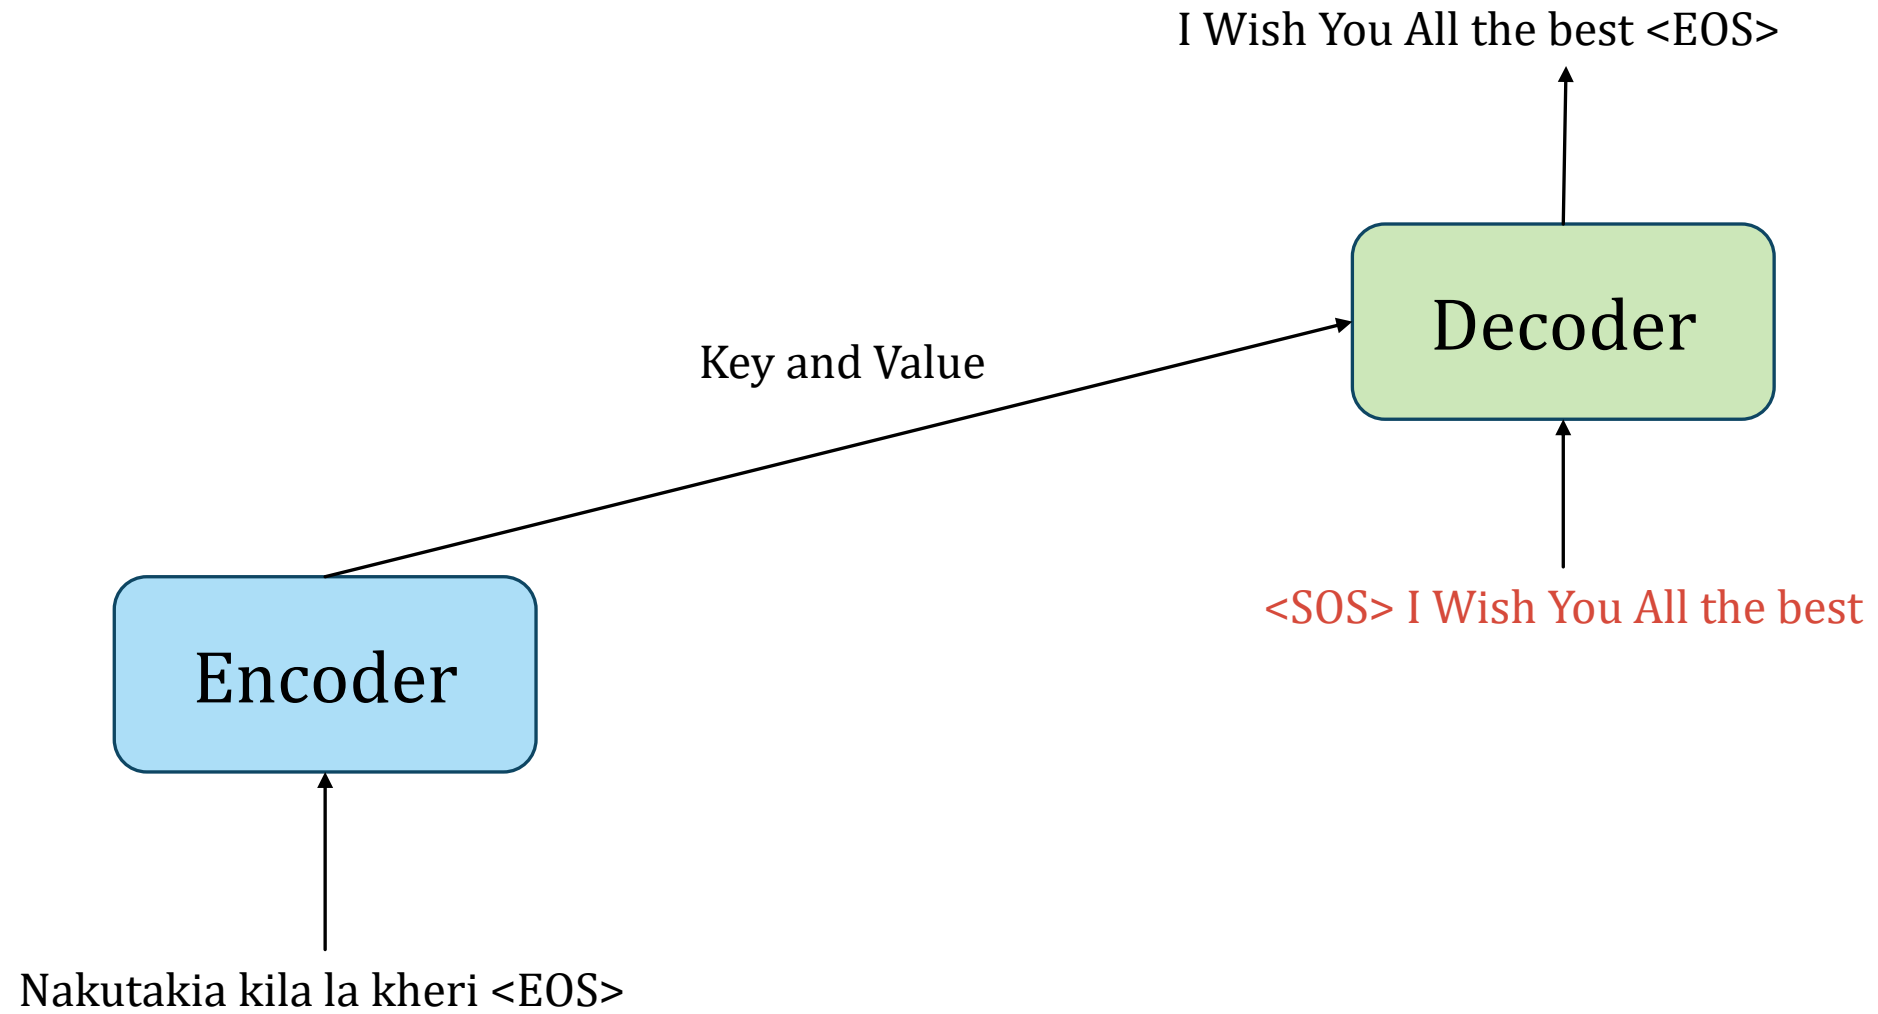 I Wish You All the best <EOS>
Decoder
Key and Value
<SOS> I Wish You All the best
Encoder
Nakutakia kila la kheri <EOS>